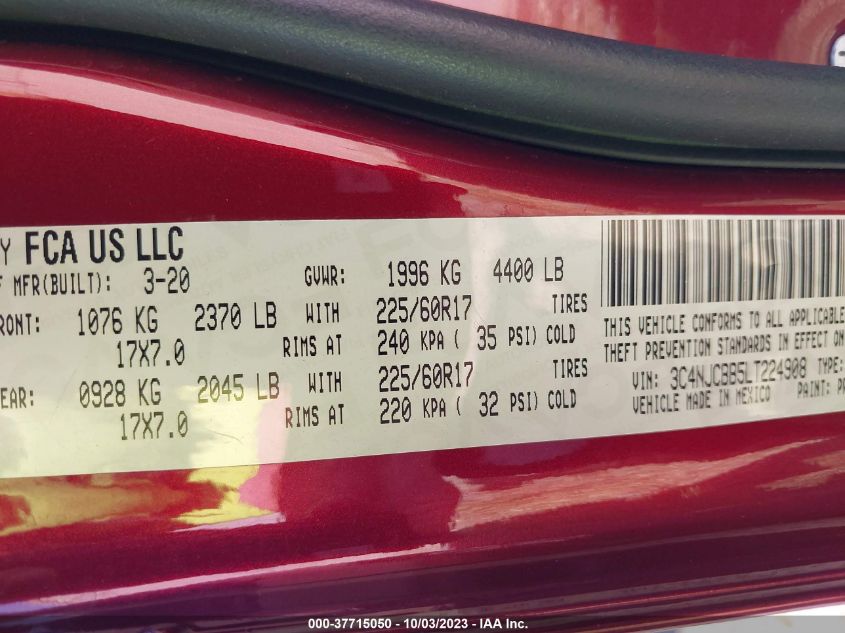 Y FCA US LLC
F MFR(BUILT): 3-20 GVWR: 1996 KG 4400 LB
RONT: 1076 KG 2370 LB WITH 225/60R17 TIRES
17X7.0 RIMS AT 240 KPA ( 35 PSI) COLD
EAR: 0928 KG 2045 LB WITH 225/60R17 TIRES
17X7.0 RIMS AT 220 KPA ( 32 PSI) COLD
THIS VEHICLE CONFORMS TO ALL APPLICABLE
THEFT PREVENTION STANDARDS IN EFFECT O
VIN: 3C4NJCBB5LT224908 TYPE:
VEHICLE MADE IN MEXICO PAINT: PR
000-37715050 - 10/03/2023 - IAA Inc.